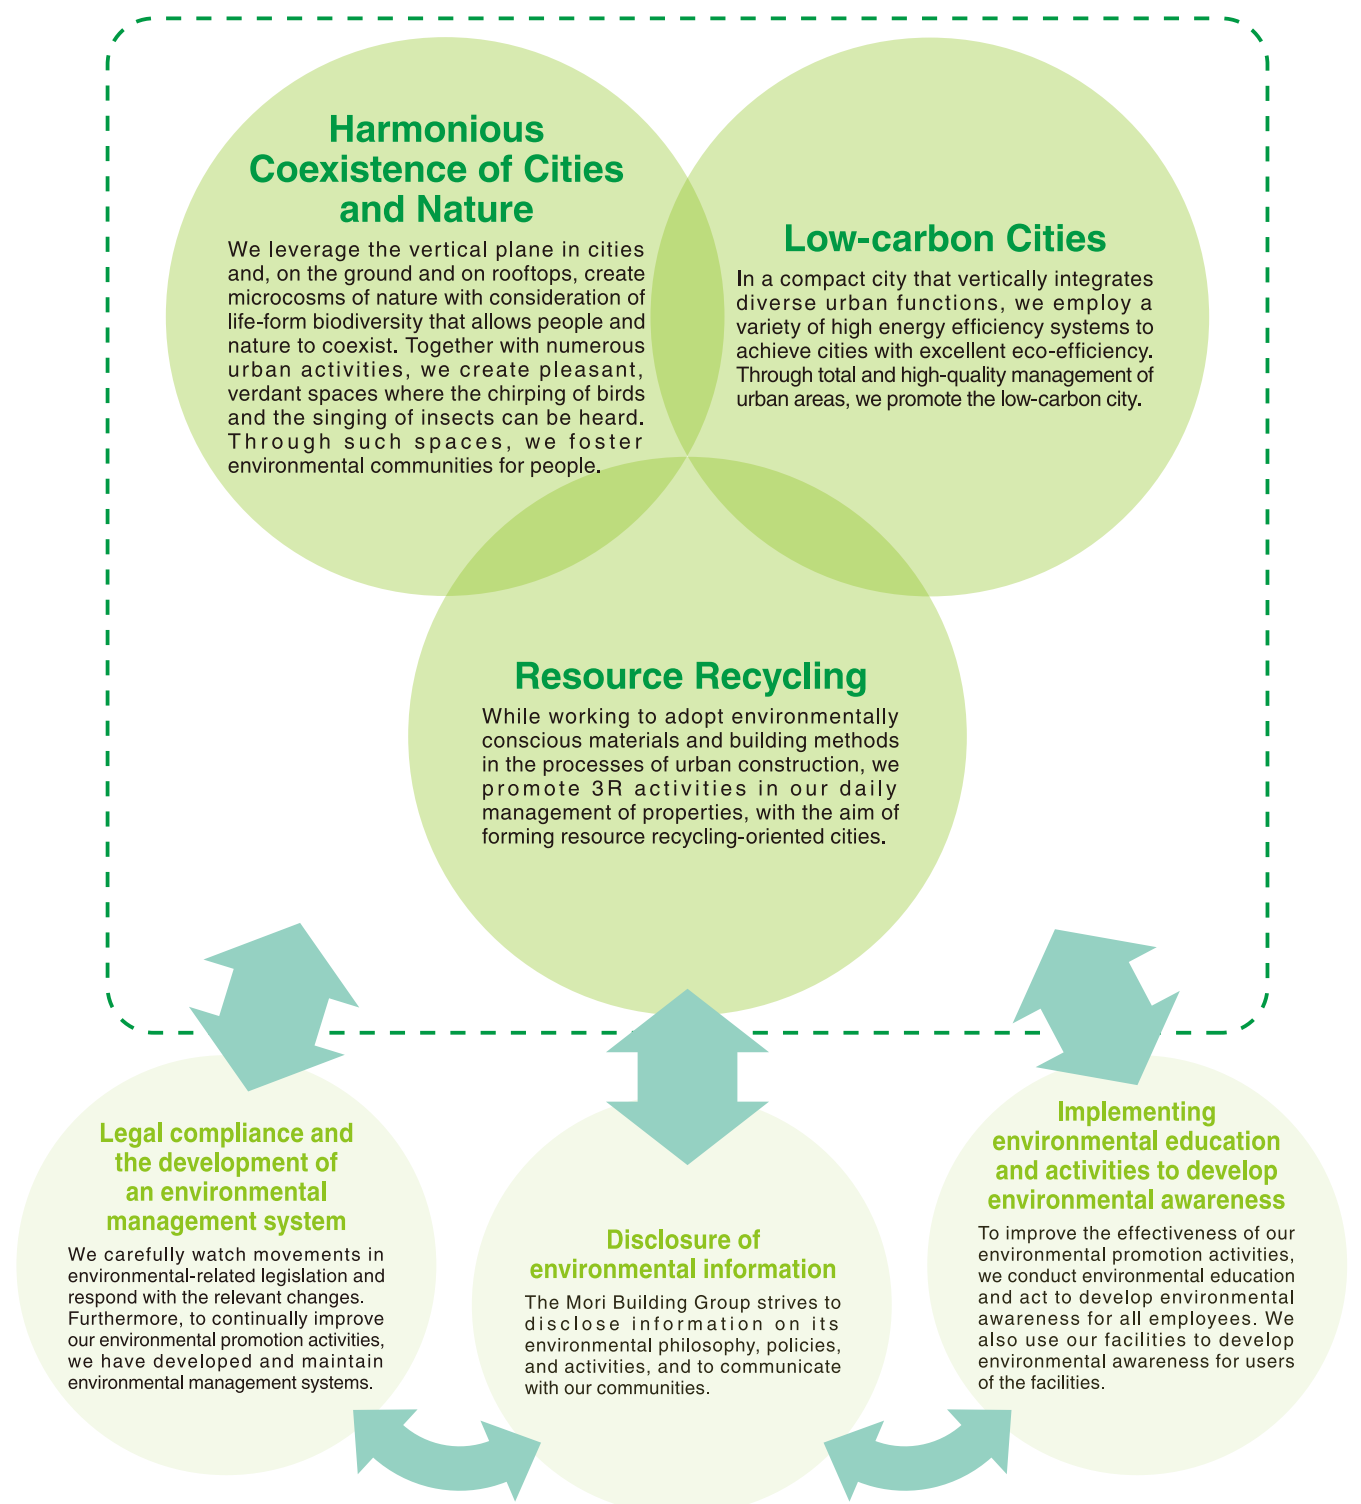 Harmonious
Coexistence of Cities
and Nature
We leverage the vertical plane in cities
and, on the ground and on rooftops, create
microcosms of nature with consideration of
life-form biodiversity that allows people and
nature to coexist. Together with numerous
urban activities, we create pleasant,
verdant spaces where the chirping of birds
and the singing of insects can be heard.
Through such spaces, we foster
environmental communities for people.
Low-carbon Cities
In a compact city that vertically integrates
diverse urban functions, we employ a
variety of high energy efficiency systems to
achieve cities with excellent eco-efficiency.
Through total and high-quality management of
urban areas, we promote the low-carbon city.
Resource Recycling
While working to adopt environmentally
conscious materials and building methods
in the processes of urban construction, we
promote 3R activities in our daily
management of properties, with the aim of
forming resource recycling-oriented cities.
Legal compliance and
the development of
an environmental
management system
We carefully watch movements in
environmental-related legislation and
respond with the relevant changes.
Furthermore, to continually improve
our environmental promotion activities,
we have developed and maintain
environmental management systems.
Disclosure of
environmental information
The Mori Building Group strives to
disclose information on its
environmental philosophy, policies,
and activities, and to communicate
with our communities.
Implementing
environmental education
and activities to develop
environmental awareness
To improve the effectiveness of our
environmental promotion activities,
we conduct environmental education
and act to develop environmental
awareness for all employees. We
also use our facilities to develop
environmental awareness for users
of the facilities.